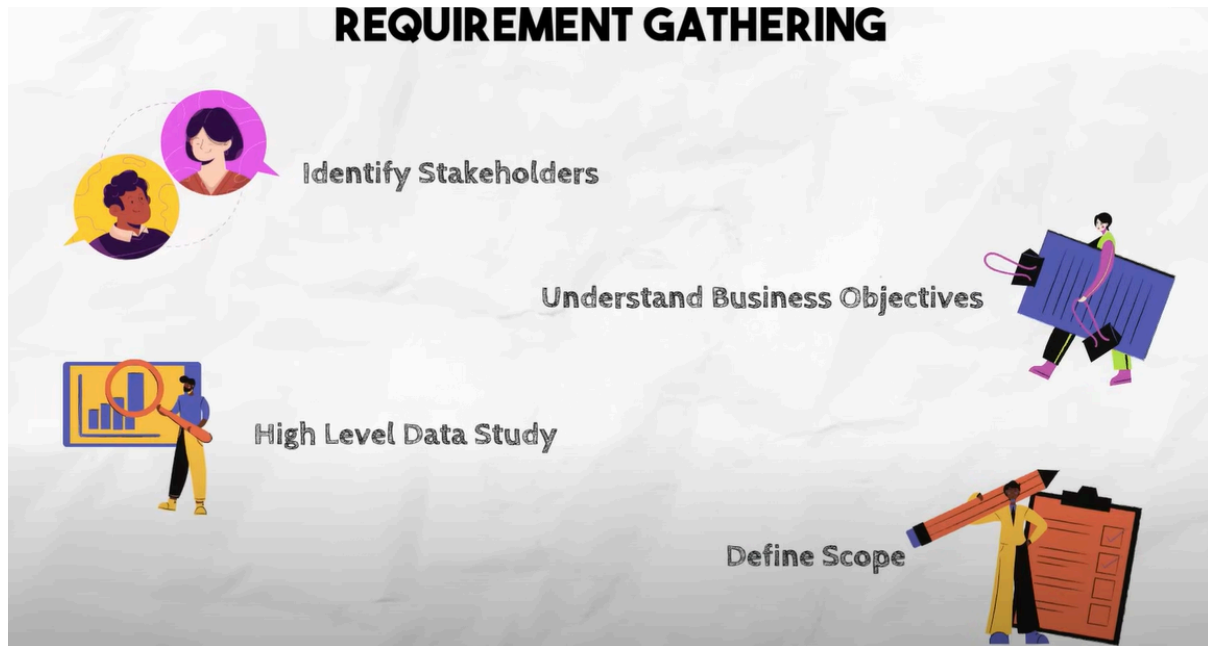 REQUIREMENT GATHERING
Identify Stakeholders
Understand Business Objectives
High Level Data Study
Define Scope